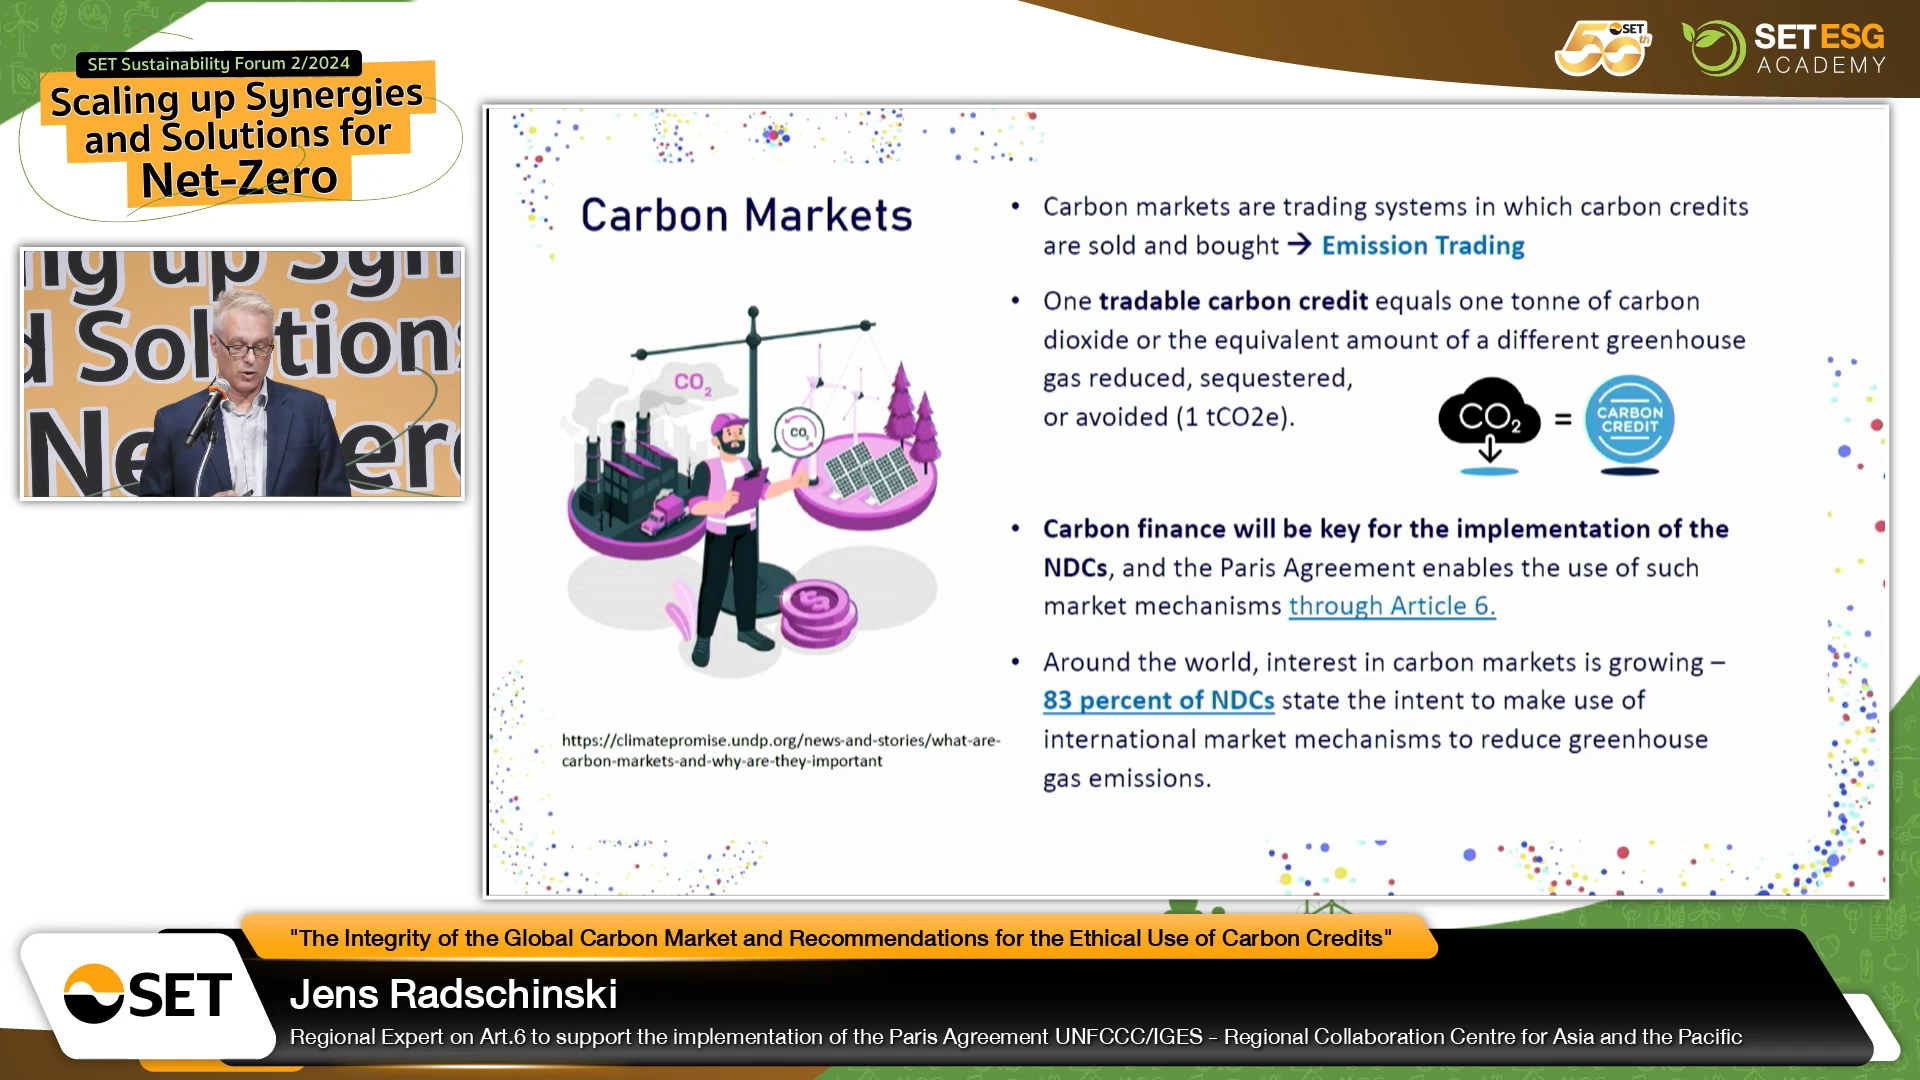 SET Sustainability Forum 2/2024
Scaling up Synergies
and Solutions for
Net-Zero
50th
SET
SET ESG
ACADEMY
ng up Syn
d Solution
Ne
er
Carbon Markets
CO2
CO2
https://climatepromise.undp.org/news-and-stories/what-are-
carbon-markets-and-why-are-they-important
• Carbon markets are trading systems in which carbon credits
are sold and bought → Emission Trading
• One tradable carbon credit equals one tonne of carbon
dioxide or the equivalent amount of a different greenhouse
gas reduced, sequestered,
or avoided (1 tCO2e).
CO2 = CARBON
CREDIT
• Carbon finance will be key for the implementation of the
NDCs, and the Paris Agreement enables the use of such
market mechanisms through Article 6.
• Around the world, interest in carbon markets is growing –
83 percent of NDCs state the intent to make use of
international market mechanisms to reduce greenhouse
gas emissions.
"The Integrity of the Global Carbon Market and Recommendations for the Ethical Use of Carbon Credits"
SET
Jens Radschinski
Regional Expert on Art.6 to support the implementation of the Paris Agreement UNFCCC/IGES – Regional Collaboration Centre for Asia and the Pacific